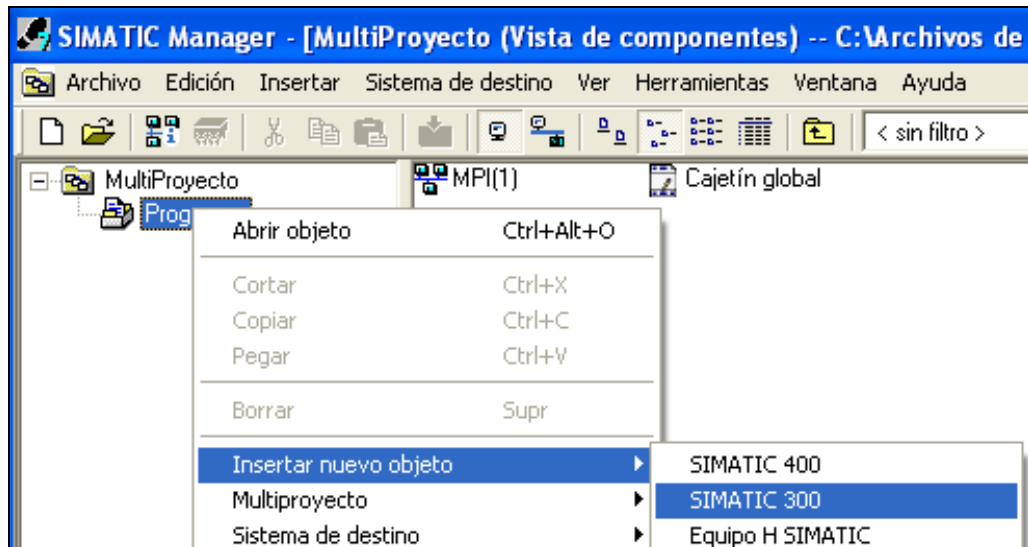 SIMATIC Manager - [MultiProyecto (Vista de componentes) -- C:\Archivos de
Archivo Edición Insertar Sistema de destino Ver Herramientas Ventana Ayuda
< sin filtro >
MultiProyecto
MPI(1) Cajetín global
Prog
Abrir objeto Ctrl+Alt+O
Cortar Ctrl+X
Copiar Ctrl+C
Pegar Ctrl+V
Borrar Supr
Insertar nuevo objeto
SIMATIC 400
Multiproyecto
SIMATIC 300
Sistema de destino
Equipo H SIMATIC